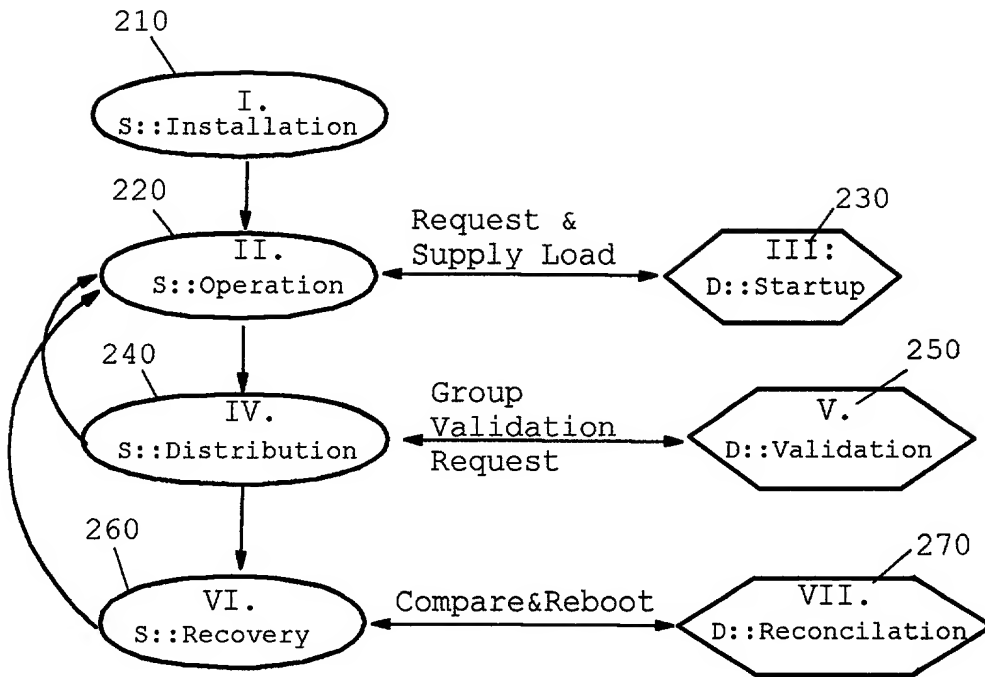 210
I.
S::Installation
220
II.
S::Operation
Request &
Supply Load
230
III:
D::Startup
240
IV.
S::Distribution
Group
Validation
Request
250
V.
D::Validation
260
VI.
S::Recovery
Compare&Reboot
270
VII.
D::Reconcilation